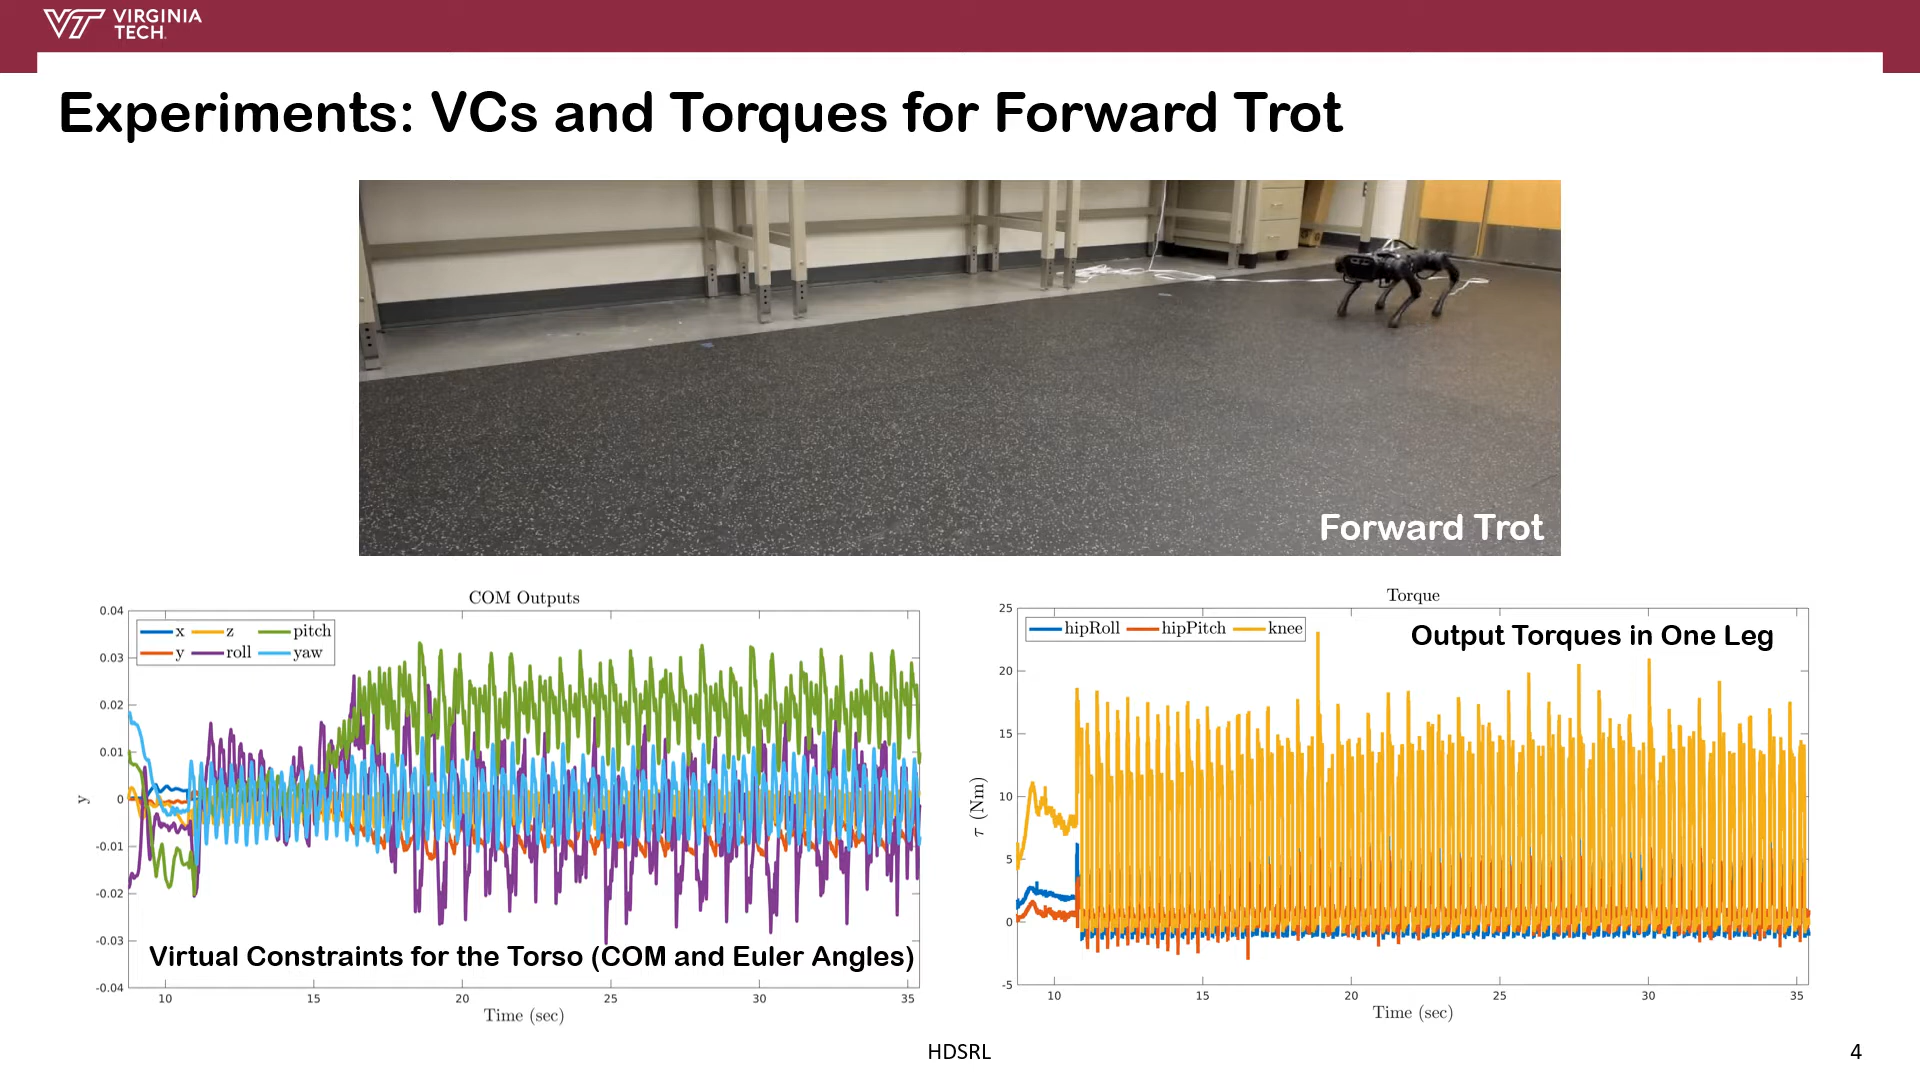 VIRGINIA
TECH
Experiments: VCs and Torques for Forward Trot
Forward Trot
COM Outputs
x z pitch
y roll yaw
0.04
0.03
0.02
0.01
0
-0.01
-0.02
-0.03
-0.04
y
Virtual Constraints for the Torso (COM and Euler Angles)
10 15 20 25 30 35
Time (sec)
Torque
hipRoll hipPitch knee
Output Torques in One Leg
25
20
15
10
5
0
-5
τ (Nm)
10 15 20 25 30 35
Time (sec)
HDSRL
4